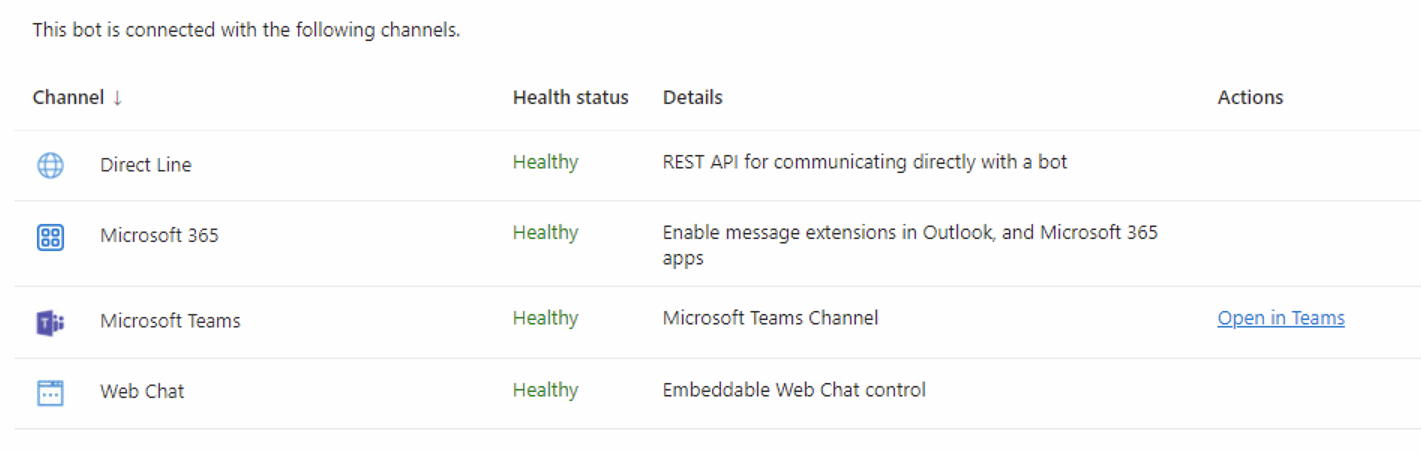 This bot is connected with the following channels.
Channel ↓ Health status Details Actions
Direct Line Healthy REST API for communicating directly with a bot
Microsoft 365 Healthy Enable message extensions in Outlook, and Microsoft 365
apps
Microsoft Teams Healthy Microsoft Teams Channel Open in Teams
Web Chat Healthy Embeddable Web Chat control